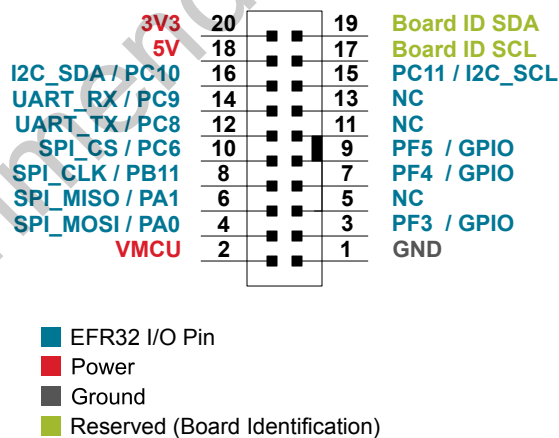 3V3 20 19 Board ID SDA
5V 18 17 Board ID SCL
I2C_SDA / PC10 16 15 PC11 / I2C_SCL
UART_RX / PC9 14 13 NC
UART_TX / PC8 12 11 NC
SPI_CS / PC6 10 9 PF5 / GPIO
SPI_CLK / PB11 8 7 PF4 / GPIO
SPI_MISO / PA1 6 5 NC
SPI_MOSI / PA0 4 3 PF3 / GPIO
VMCU 2 1 GND
EFR32 I/O Pin
Power
Ground
Reserved (Board Identification)